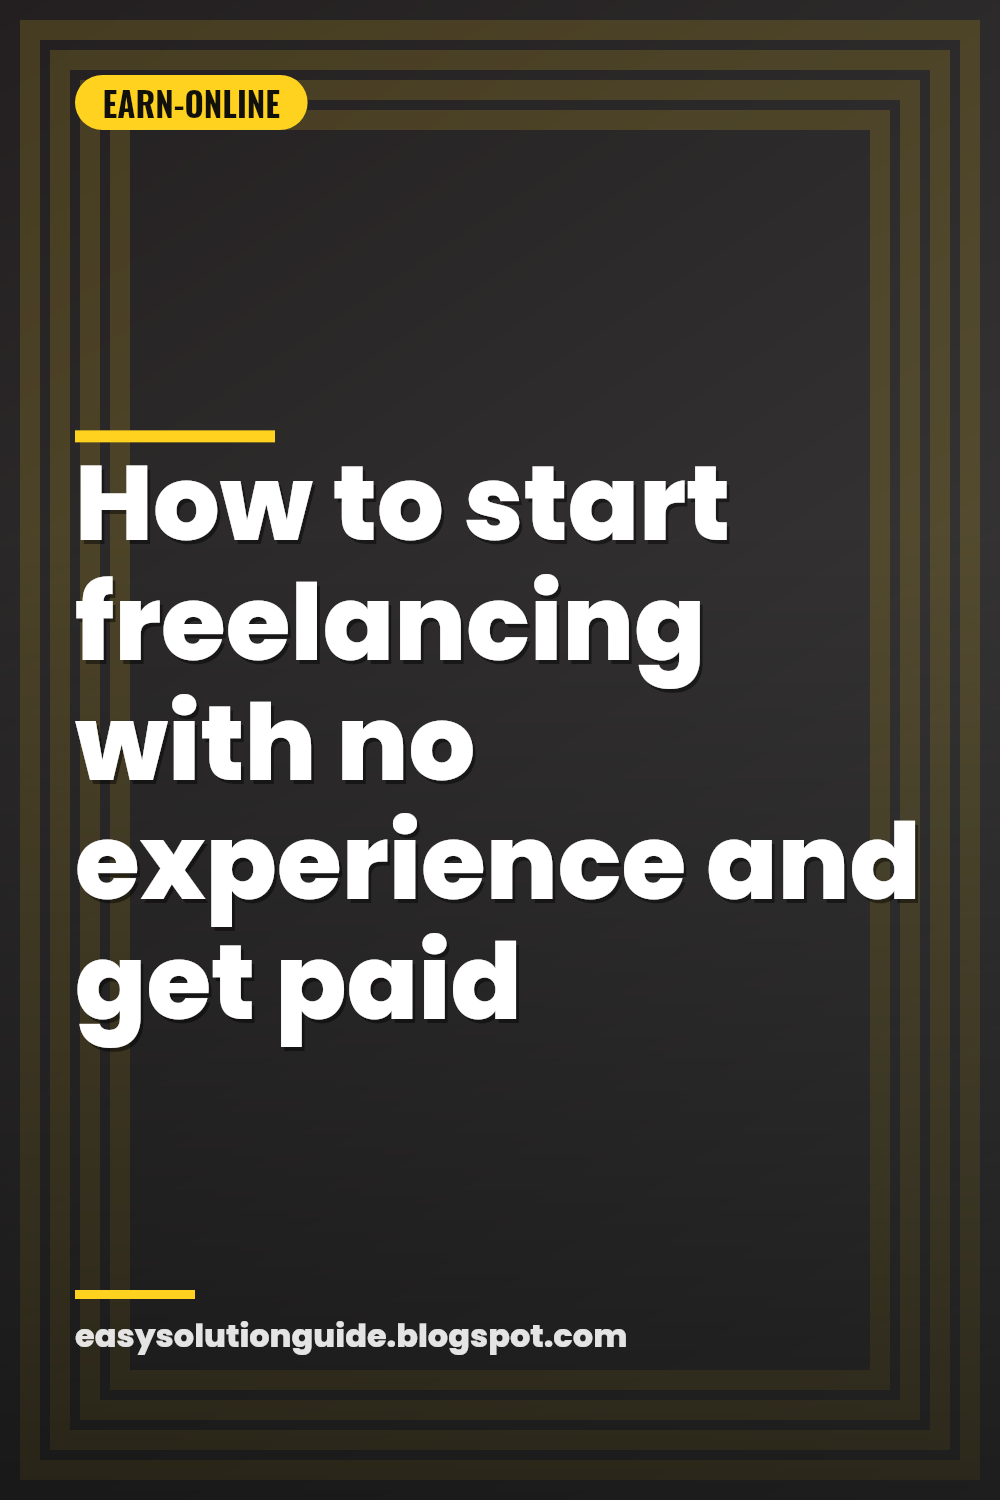 EARN-ONLINE
How to start
freelancing
with no
experience and
get paid
easysolutionguide.blogspot.com